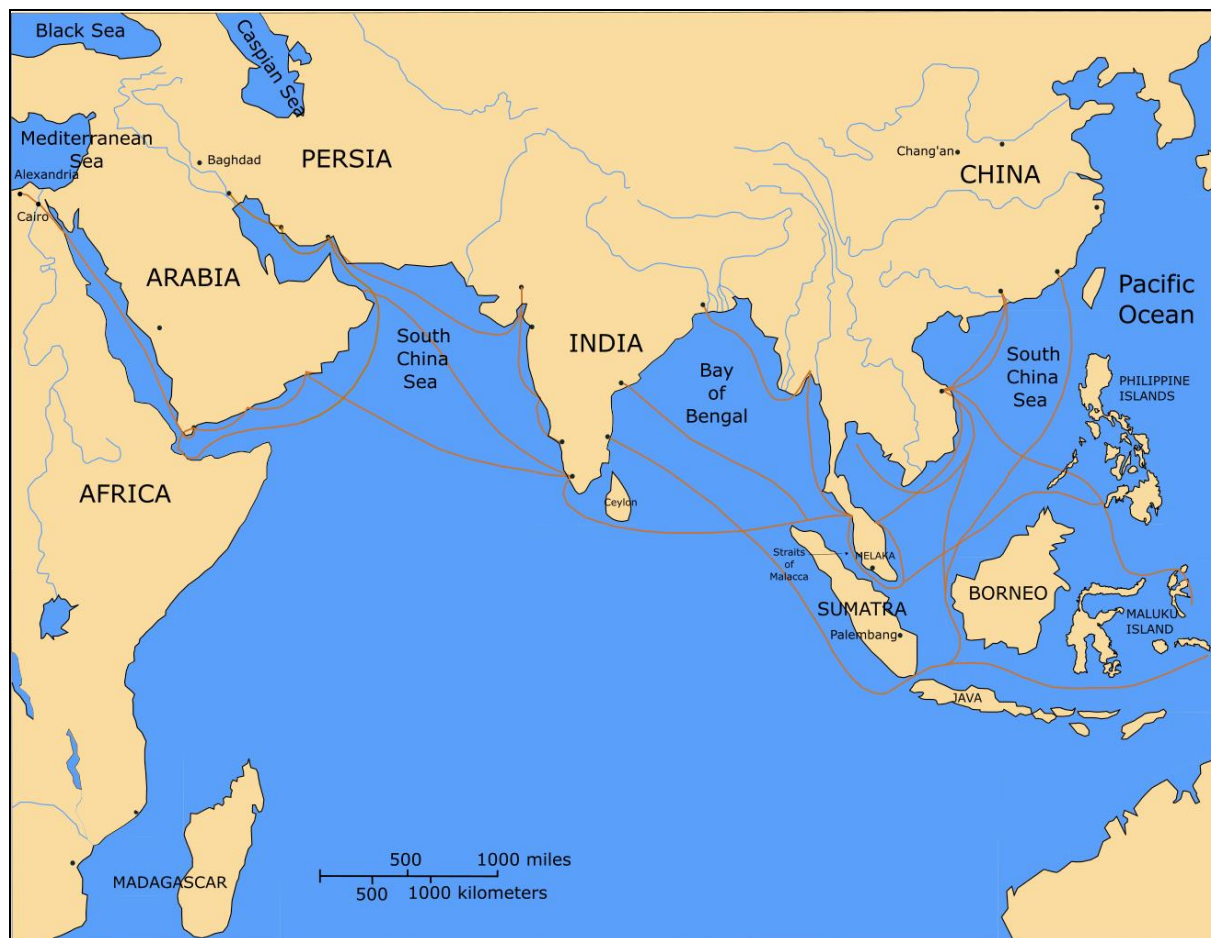 Black Sea
Caspian Sea
Mediterranean
Sea
Alexandria
Cairo
Baghdad
PERSIA
Chang'an
CHINA
ARABIA
Pacific
Ocean
South
China
Sea
INDIA
Bay
of
Bengal
South
China
Sea
PHILIPPINE
ISLANDS
AFRICA
Ceylon
Straits
of
Malacca
MELAKA
SUMATRA
Palembang
BORNEO
MALUKU
ISLAND
JAVA
MADAGASCAR
500 1000 miles
500 1000 kilometers